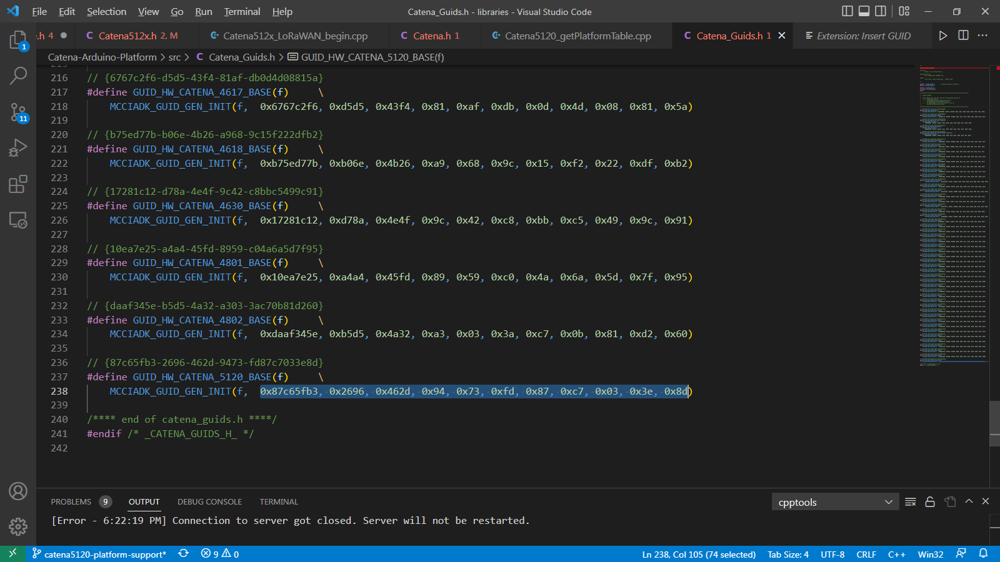 File Edit Selection View Go Run Terminal Help Catena_Guids.h - libraries - Visual Studio Code
.h 4 Catena512x.h 2, M Catena512x_LoRaWAN_begin.cpp Catena.h 1 Catena5120_getPlatformTable.cpp Catena_Guids.h 1 Extension: Insert GUID
Catena-Arduino-Platform > src > C Catena_Guids.h > GUID_HW_CATENA_5120_BASE(f)
216 // {6767c2f6-d5d5-43f4-81af-db0d4d08815a}
217 #define GUID_HW_CATENA_4617_BASE(f) \
218 MCCIADK_GUID_GEN_INIT(f, 0x6767c2f6, 0xd5d5, 0x43f4, 0x81, 0xaf, 0xdb, 0x0d, 0x4d, 0x08, 0x81, 0x5a)
219
220 // {b75ed77b-b06e-4b26-a968-9c15f222dfb2}
221 #define GUID_HW_CATENA_4618_BASE(f) \
222 MCCIADK_GUID_GEN_INIT(f, 0xb75ed77b, 0xb06e, 0x4b26, 0xa9, 0x68, 0x9c, 0x15, 0xf2, 0x22, 0xdf, 0xb2)
223
224 // {17281c12-d78a-4e4f-9c42-c8bbc5499c91}
225 #define GUID_HW_CATENA_4630_BASE(f) \
226 MCCIADK_GUID_GEN_INIT(f, 0x17281c12, 0xd78a, 0x4e4f, 0x9c, 0x42, 0xc8, 0xbb, 0xc5, 0x49, 0x9c, 0x91)
227
228 // {10ea7e25-a4a4-45fd-8959-c04a6a5d7f95}
229 #define GUID_HW_CATENA_4801_BASE(f) \
230 MCCIADK_GUID_GEN_INIT(f, 0x10ea7e25, 0xa4a4, 0x45fd, 0x89, 0x59, 0xc0, 0x4a, 0x6a, 0x5d, 0x7f, 0x95)
231
232 // {daaf345e-b5d5-4a32-a303-3ac70b81d260}
233 #define GUID_HW_CATENA_4802_BASE(f) \
234 MCCIADK_GUID_GEN_INIT(f, 0xdaaf345e, 0xb5d5, 0x4a32, 0xa3, 0x03, 0x3a, 0xc7, 0x0b, 0x81, 0xd2, 0x60)
235
236 // {87c65fb3-2696-462d-9473-fd87c7033e8d}
237 #define GUID_HW_CATENA_5120_BASE(f) \
238 MCCIADK_GUID_GEN_INIT(f, 0x87c65fb3, 0x2696, 0x462d, 0x94, 0x73, 0xfd, 0x87, 0xc7, 0x03, 0x3e, 0x8d)
239
240 /**** end of catena_guids.h ****/
241 #endif /* _CATENA_GUIDS_H_ */
242
1
11
PROBLEMS 9 OUTPUT DEBUG CONSOLE TERMINAL cpptools
[Error - 6:22:19 PM] Connection to server got closed. Server will not be restarted.
catena5120-platform-support* 9 0 Ln 238, Col 105 (74 selected) Tab Size: 4 UTF-8 CRLF C++ Win32